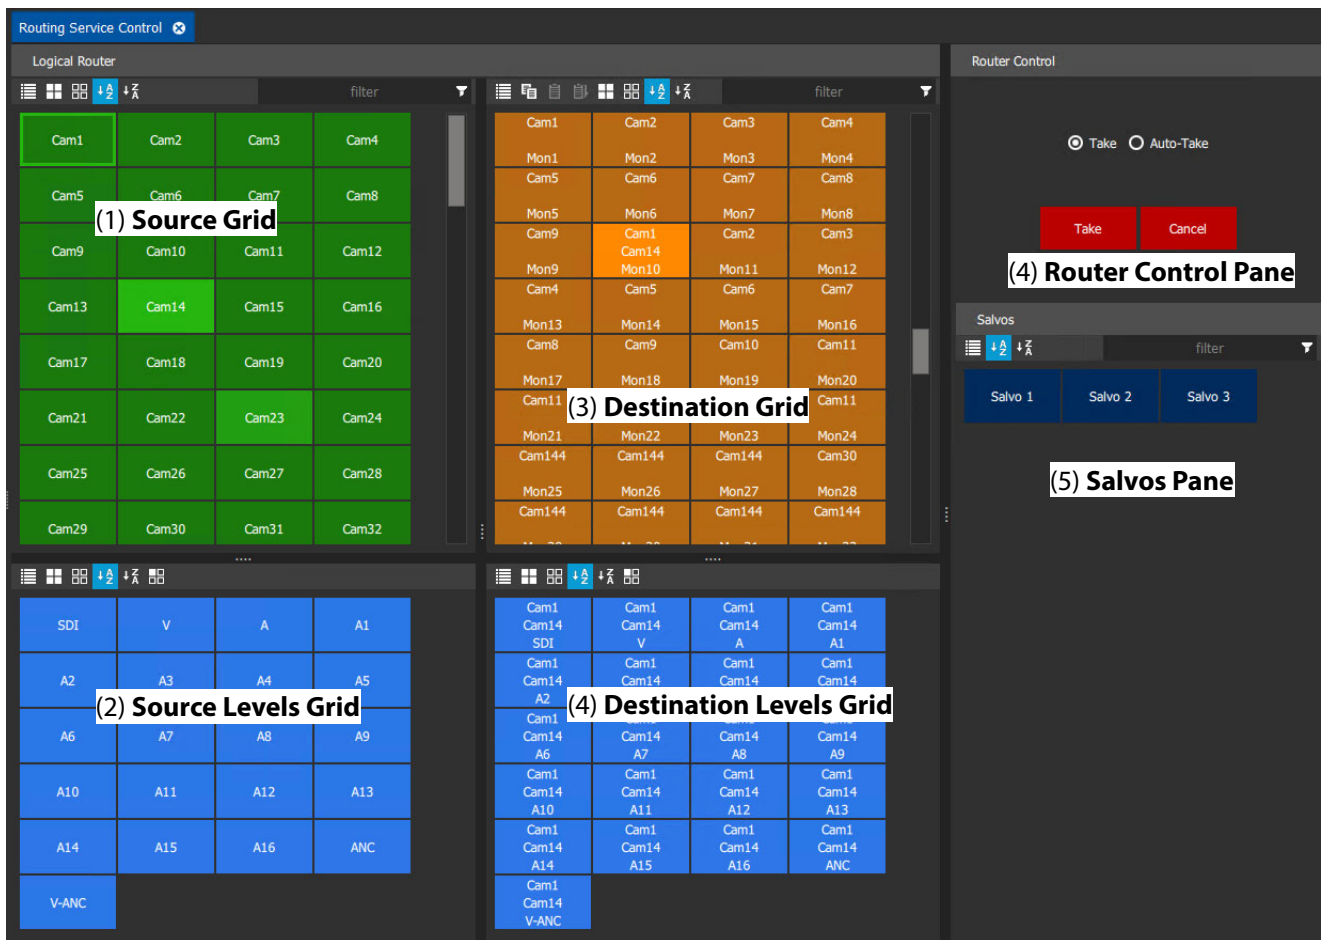 Routing Service Control
Logical Router
Router Control
filter
filter
Cam1 Cam2 Cam3 Cam4
Cam5 Cam6 Cam7 Cam8
(1) Source Grid
Cam9 Cam10 Cam11 Cam12
Cam13 Cam14 Cam15 Cam16
Cam17 Cam18 Cam19 Cam20
Cam21 Cam22 Cam23 Cam24
Cam25 Cam26 Cam27 Cam28
Cam29 Cam30 Cam31 Cam32
Cam1 Cam2 Cam3 Cam4
Mon1 Mon2 Mon3 Mon4
Cam5 Cam6 Cam7 Cam8
Mon5 Mon6 Mon7 Mon8
Cam9 Cam1 Cam2 Cam3
Cam14
Mon9 Mon10 Mon11 Mon12
Cam4 Cam5 Cam6 Cam7
Mon13 Mon14 Mon15 Mon16
Cam8 Cam9 Cam10 Cam11
Mon17 Mon18 Mon19 Mon20
Cam11 Cam11
(3) Destination Grid
Mon21 Mon22 Mon23 Mon24
Cam144 Cam144 Cam144 Cam30
Mon25 Mon26 Mon27 Mon28
Cam144 Cam144 Cam144 Cam144
Take Auto-Take
Take Cancel
(4) Router Control Pane
Salvos
filter
Salvo 1 Salvo 2 Salvo 3
(5) Salvos Pane
SDI V A A1
A2 A3 A4 A5
(2) Source Levels Grid
A6 A7 A8 A9
A10 A11 A12 A13
A14 A15 A16 ANC
V-ANC
Cam1 Cam1 Cam1 Cam1
Cam14 Cam14 Cam14 Cam14
SDI V A A1
Cam1 Cam1 Cam1 Cam1
Cam14 Cam14 Cam14 Cam14
A2
(4) Destination Levels Grid
Cam1
Cam14 Cam14 Cam14 Cam14
A6 A7 A8 A9
Cam1 Cam1 Cam1 Cam1
Cam14 Cam14 Cam14 Cam14
A10 A11 A12 A13
Cam1 Cam1 Cam1 Cam1
Cam14 Cam14 Cam14 Cam14
A14 A15 A16 ANC
Cam1
Cam14
V-ANC